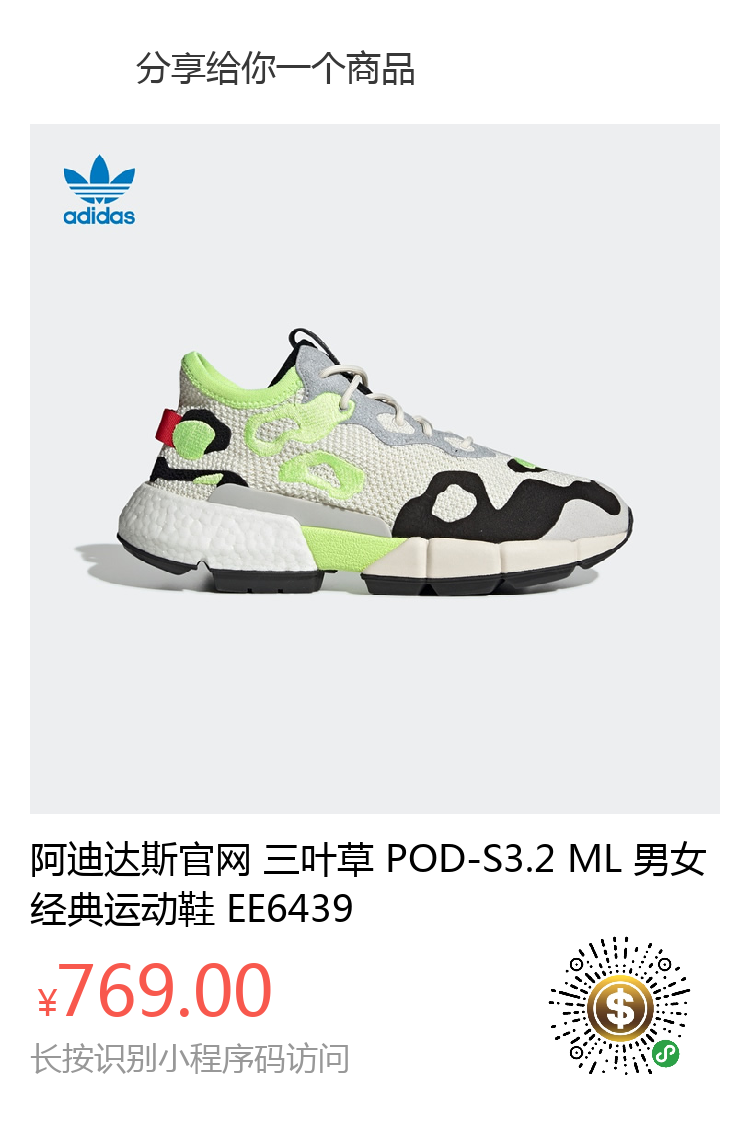 分享给你一个商品
adidas
阿迪达斯官网 三叶草 POD-S3.2 ML 男女
经典运动鞋 EE6439
¥769.00
长按识别小程序码访问
$